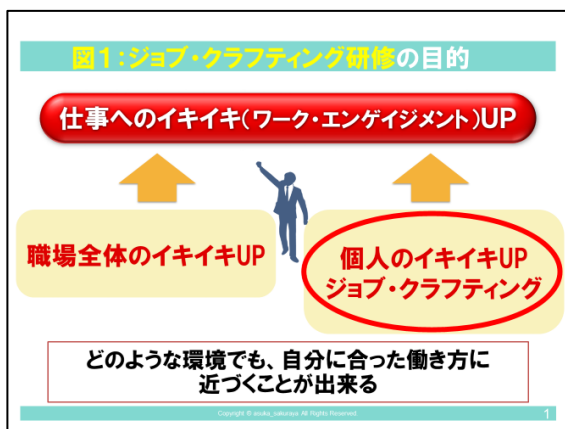 図1：ジョブ・クラフティング研修の目的
仕事へのイキイキ（ワーク・エンゲイジメント）UP
職場全体のイキイキUP
個人のイキイキUP
ジョブ・クラフティング
どのような環境でも、自分に合った働き方に
近づくことが出来る
Copyright © asuka_sakuraya All Rights Reserved.
1